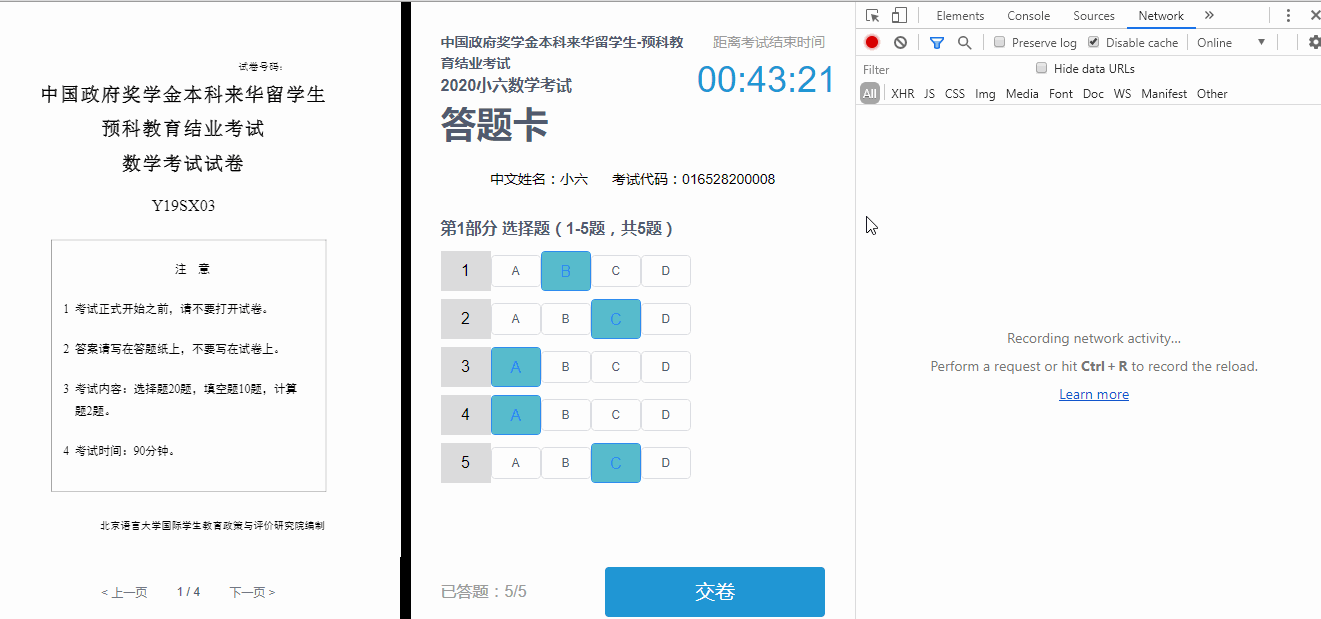 试卷号码：
中国政府奖学金本科来华留学生
预科教育结业考试
数学考试试卷
Y19SX03
注 意
1 考试正式开始之前，请不要打开试卷。
2 答案请写在答题纸上，不要写在试卷上。
3 考试内容：选择题20题，填空题10题，计算
题2题。
4 考试时间：90分钟。
北京语言大学国际学生教育政策与评价研究院编制
< 上一页 1 / 4 下一页 >
中国政府奖学金本科来华留学生-预科教
育结业考试
2020小六数学考试
答题卡
距离考试结束时间
00:43:21
中文姓名：小六 考试代码：016528200008
第1部分 选择题（1-5题，共5题）
1 A B C D
2 A B C D
3 A B C D
4 A B C D
5 A B C D
已答题：5/5
交卷
Elements Console Sources Network »
Preserve log Disable cache Online ▼
Filter Hide data URLs
All XHR JS CSS Img Media Font Doc WS Manifest Other
Recording network activity...
Perform a request or hit Ctrl + R to record the reload.
Learn more